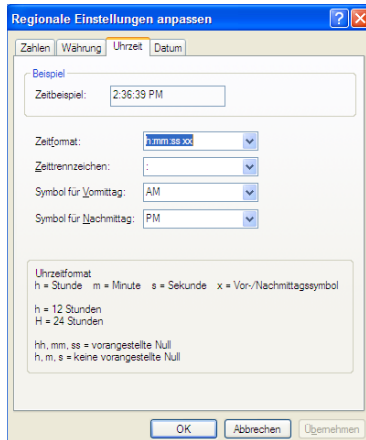 Regionale Einstellungen anpassen
Zahlen Währung Uhrzeit Datum
Beispiel
Zeitbeispiel: 2:36:39 PM
Zeitformat: h:mm:ss xx
Zeittrennzeichen: :
Symbol für Vormittag: AM
Symbol für Nachmittag: PM
Uhrzeitformat
h = Stunde m = Minute s = Sekunde x = Vor-/Nachmittagssymbol
h = 12 Stunden
H = 24 Stunden
hh, mm, ss = vorangestellte Null
h, m, s = keine vorangestellte Null
OK Abbrechen Übernehmen